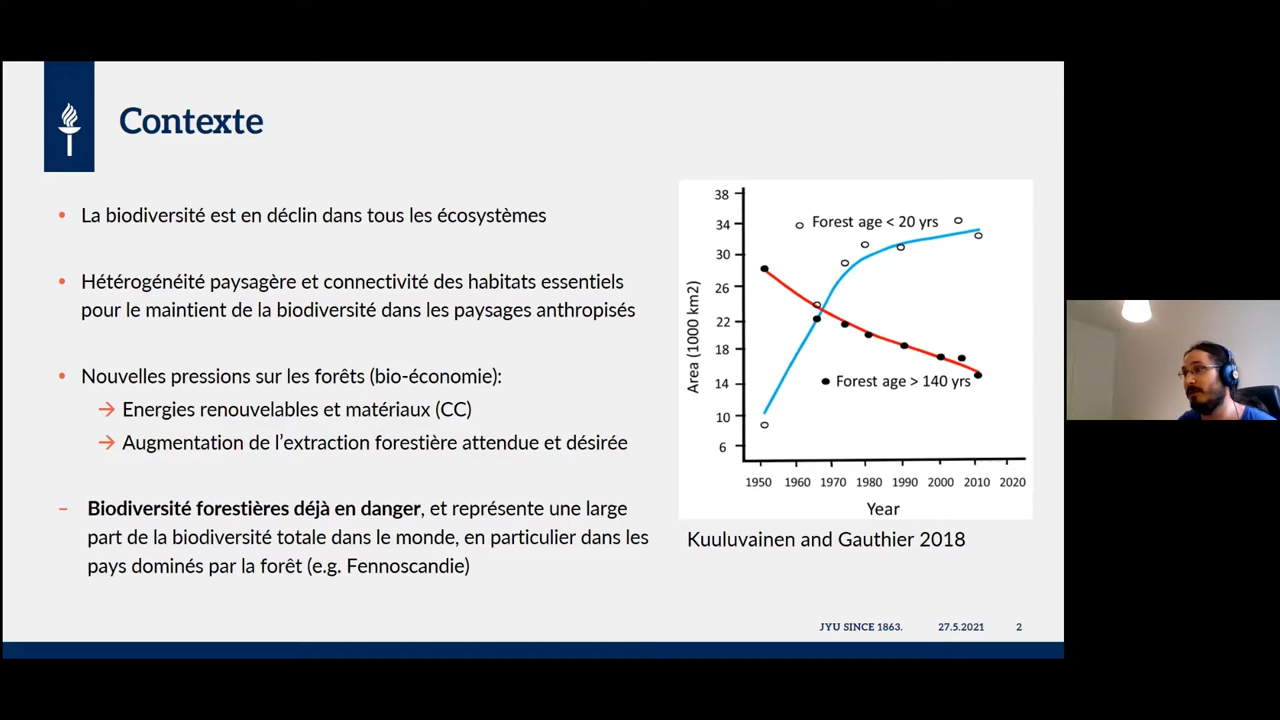 Contexte
• La biodiversité est en déclin dans tous les écosystèmes
• Hétérogénéité paysagère et connectivité des habitats essentiels
pour le maintient de la biodiversité dans les paysages anthropisés
• Nouvelles pressions sur les forêts (bio-économie):
→ Energies renouvelables et matériaux (CC)
→ Augmentation de l'extraction forestière attendue et désirée
– Biodiversité forestières déjà en danger, et représente une large
part de la biodiversité totale dans le monde, en particulier dans les
pays dominés par la forêt (e.g. Fennoscandie)
Area (1000 km2)
38
34
30
26
22
18
14
10
6
Forest age < 20 yrs
Forest age > 140 yrs
1950 1960 1970 1980 1990 2000 2010 2020
Year
Kuuluvainen and Gauthier 2018
JYU SINCE 1863. 27.5.2021 2